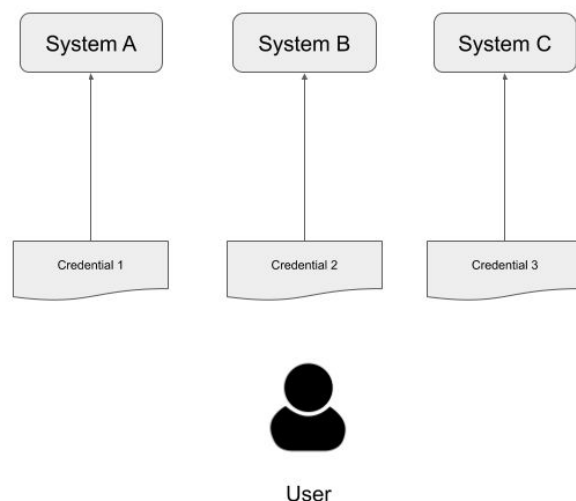 System A
System B
System C
Credential 1
Credential 2
Credential 3
User